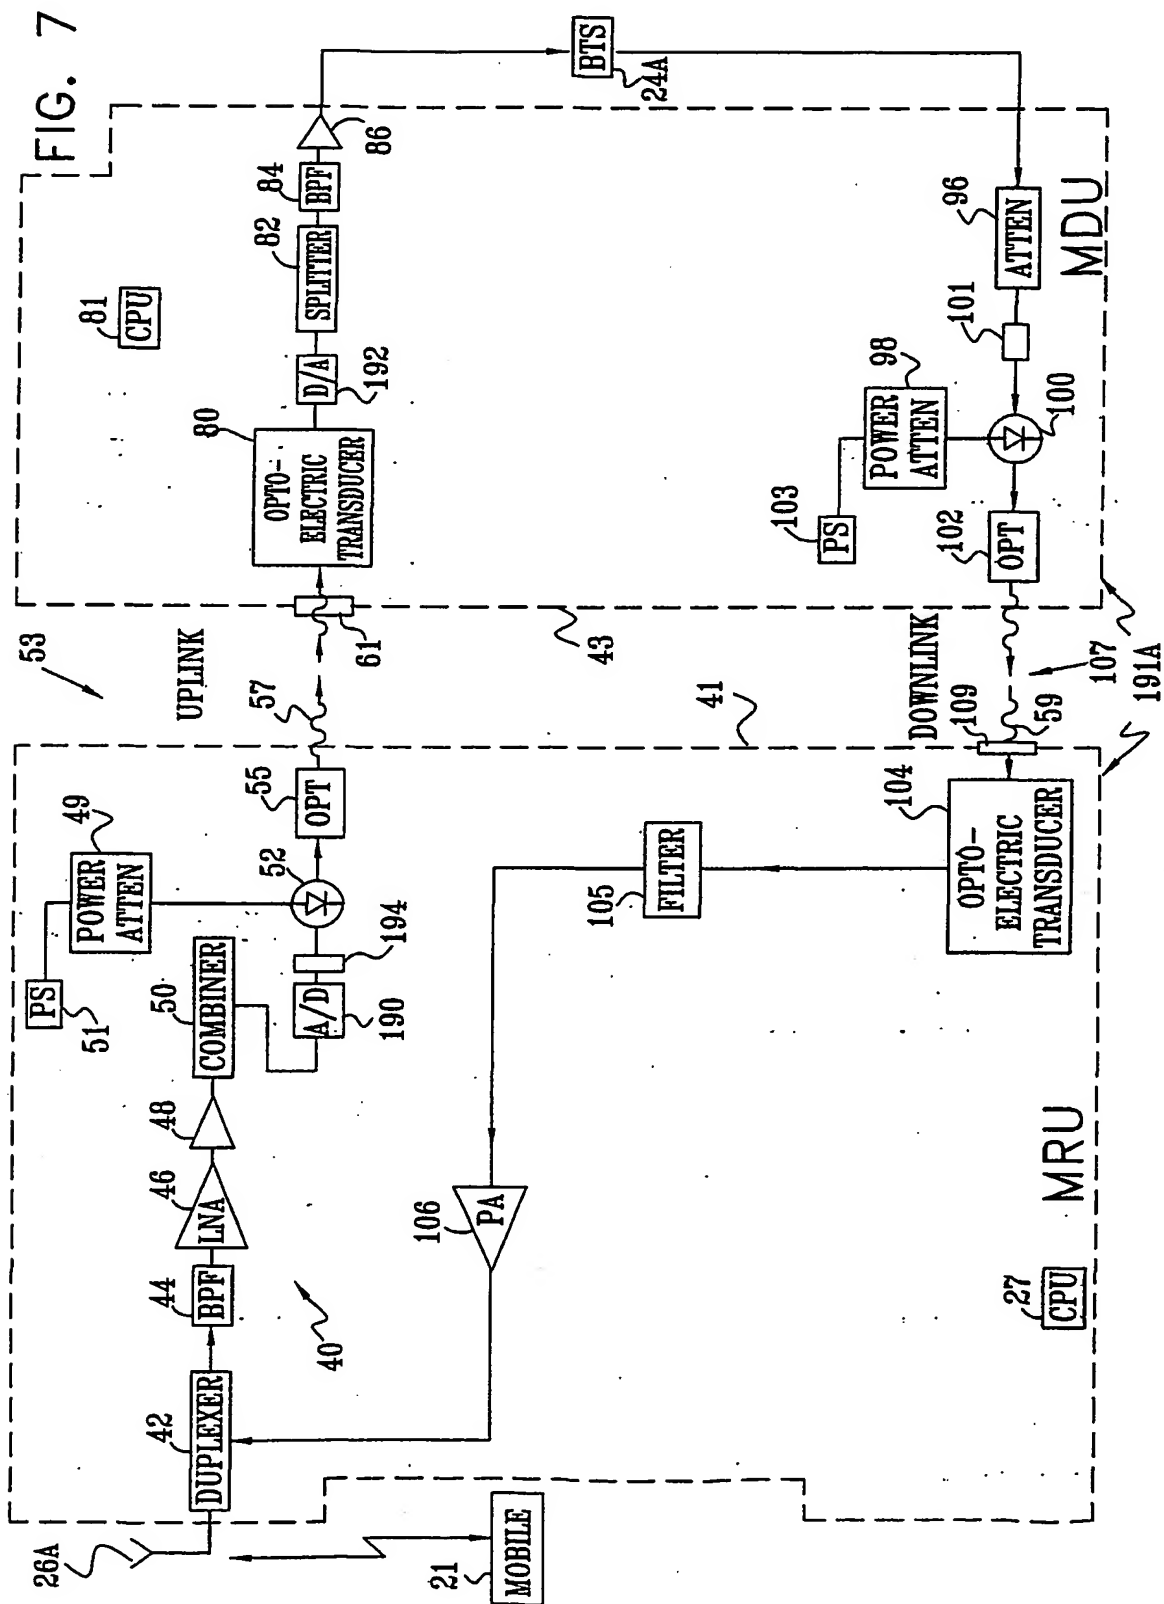 FIG. 7
53
UPLINK
PS
51
49
POWER
ATTEN
55
OPT
57
61
52
48
50
COMBINER
46
LNA
44
BPF
42
DUPLEXER
26A
A/D
190
194
40
81
CPU
80
OPTO-
ELECTRIC
TRANSDUCER
D/A
192
82
SPLITTER
84
BPF
86
BTS
24A
43
41
21
MOBILE
106
PA
105
FILTER
104
OPTO-
ELECTRIC
TRANSDUCER
109
DOWNLINK
59
107
191A
103
PS
98
POWER
ATTEN
102
OPT
100
101
96
ATTEN
MDU
27
CPU
MRU